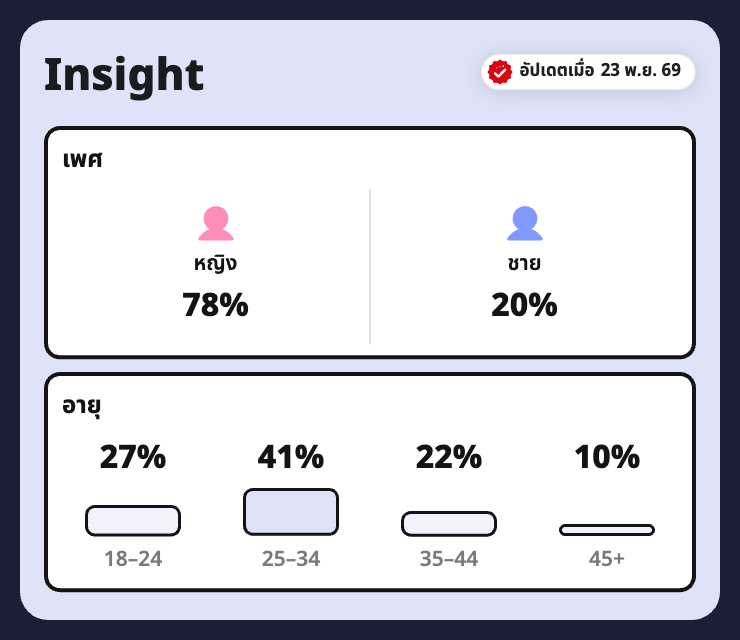 Insight
อัปเดตเมื่อ 23 พ.ย. 69
เพศ
หญิง
ชาย
78%
20%
อายุ
27% 41% 22% 10%
18–24 25–34 35–44 45+